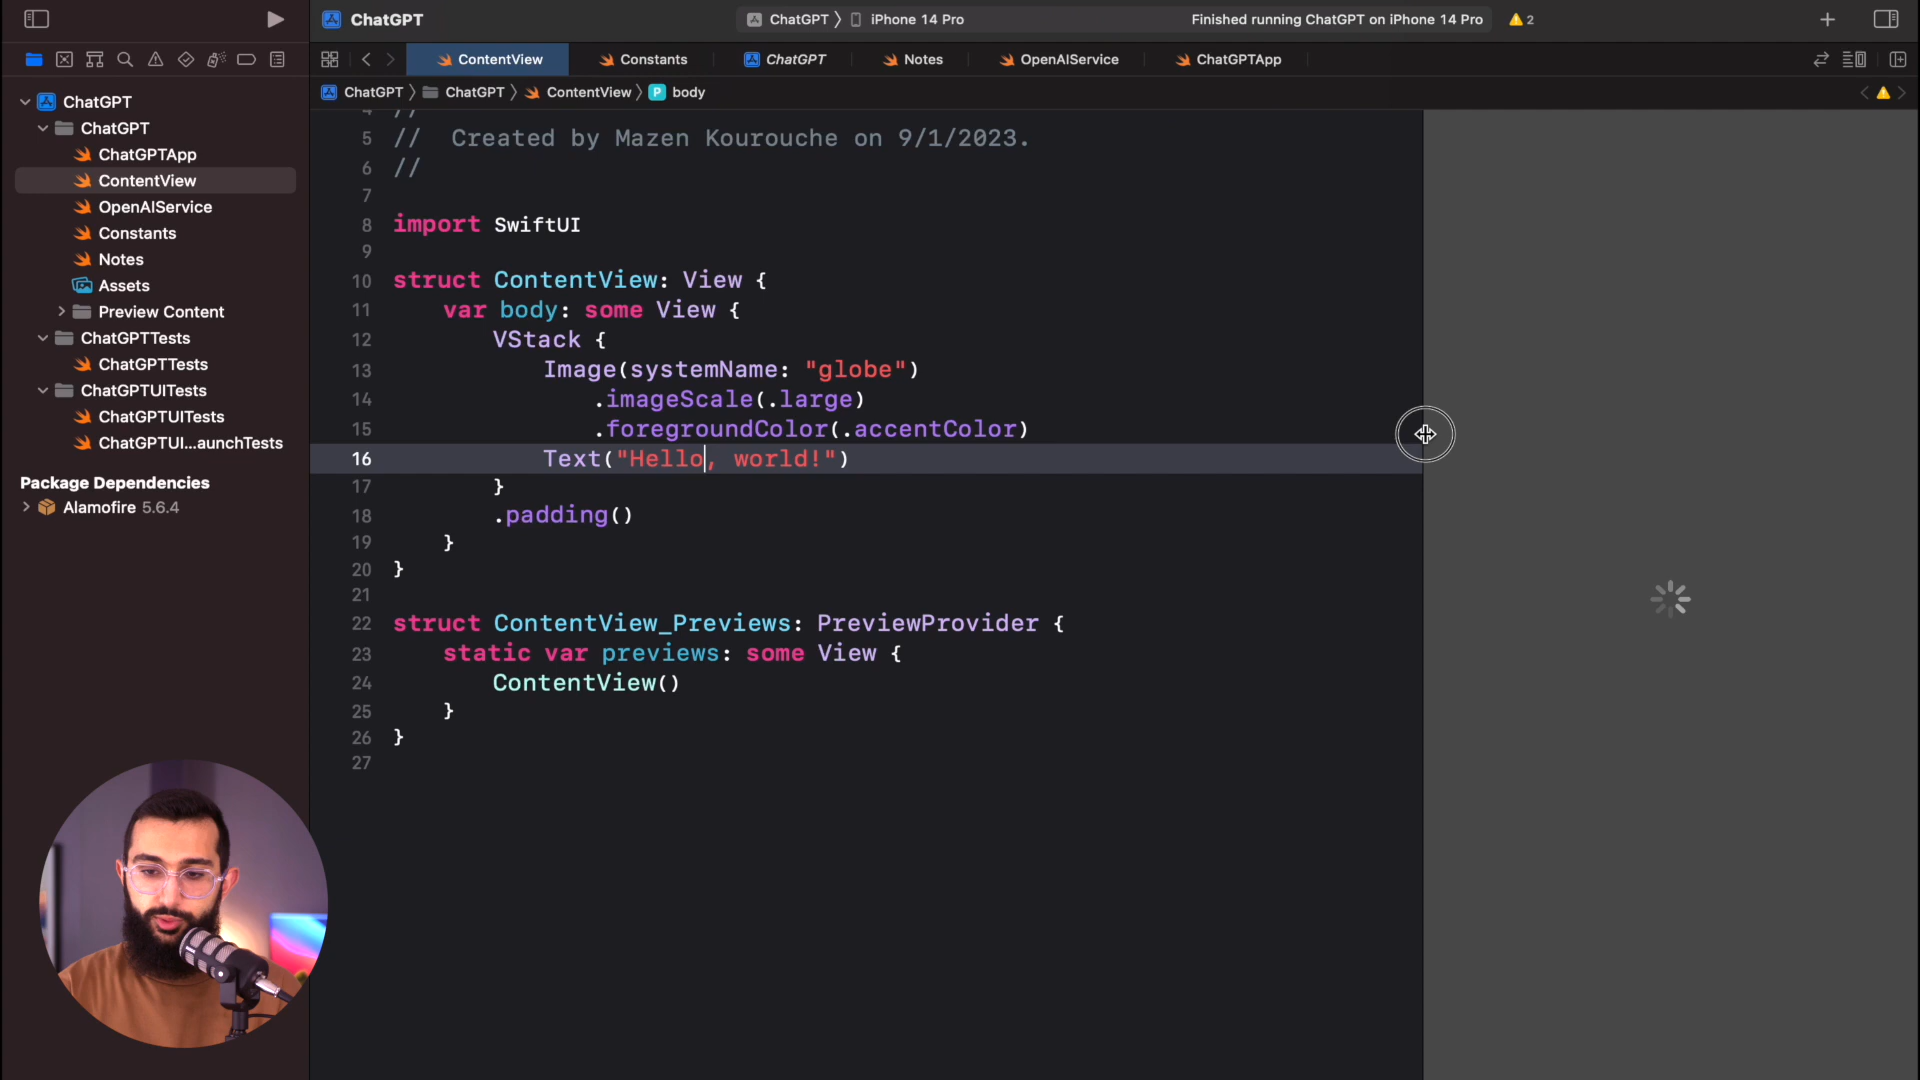 ChatGPT
ChatGPT
iPhone 14 Pro
Finished running ChatGPT on iPhone 14 Pro
2
ContentView
Constants
ChatGPT
Notes
OpenAIService
ChatGPTApp
ChatGPT
ChatGPT
ContentView
P
body
ChatGPT
ChatGPT
ChatGPTApp
ContentView
OpenAIService
Constants
Notes
Assets
Preview Content
ChatGPTTests
ChatGPTTests
ChatGPTUITests
ChatGPTUITests
ChatGPTUI...aunchTests
Package Dependencies
Alamofire 5.6.4
4 //
5 //  Created by Mazen Kourouche on 9/1/2023.
6 //
7
8 import SwiftUI
9
10 struct ContentView: View {
11     var body: some View {
12         VStack {
13             Image(systemName: "globe")
14                 .imageScale(.large)
15                 .foregroundColor(.accentColor)
16             Text("Hello, world!")
17         }
18         .padding()
19     }
20 }
21
22 struct ContentView_Previews: PreviewProvider {
23     static var previews: some View {
24         ContentView()
25     }
26 }
27